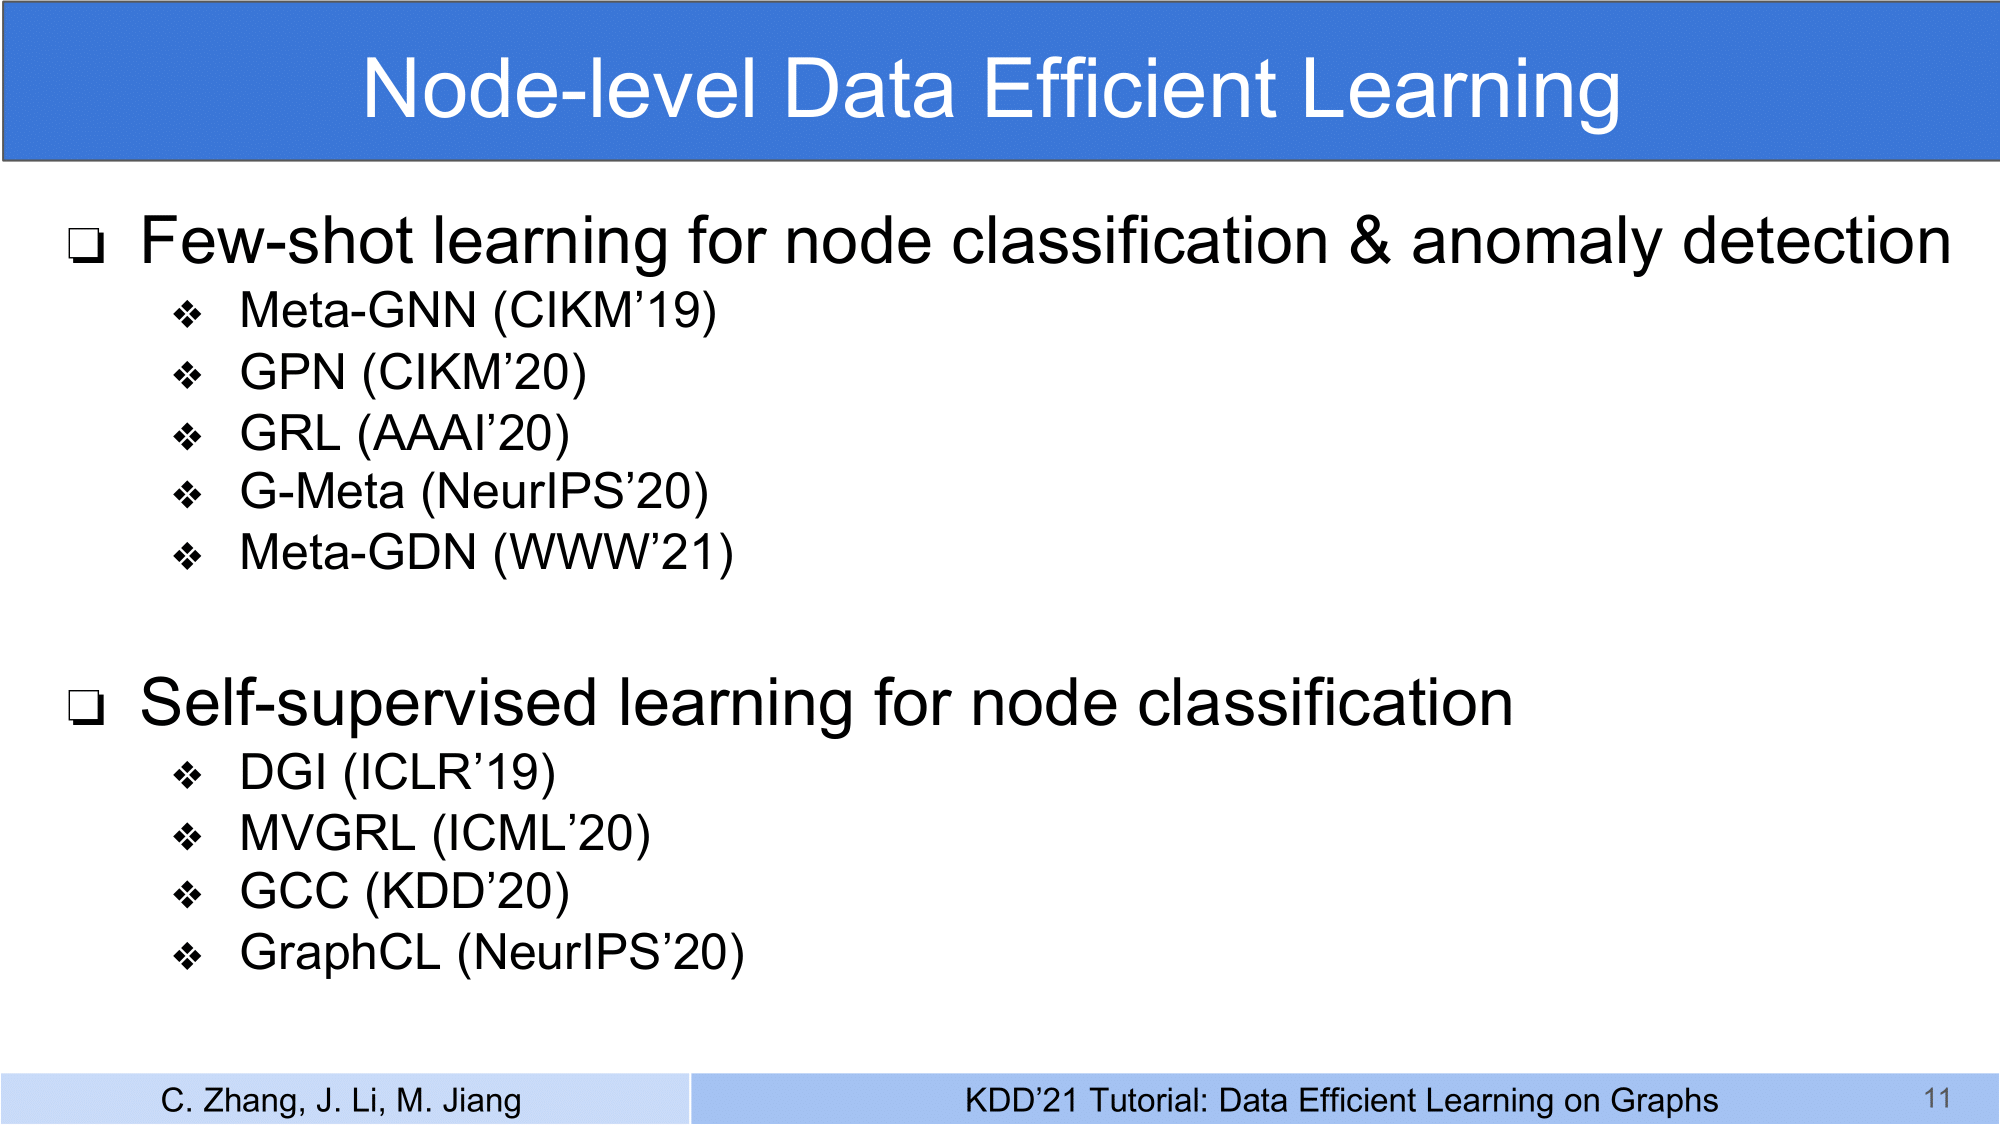 Node-level Data Efficient Learning
❏ Few-shot learning for node classification & anomaly detection
❖ Meta-GNN (CIKM’19)
❖ GPN (CIKM’20)
❖ GRL (AAAI’20)
❖ G-Meta (NeurIPS’20)
❖ Meta-GDN (WWW’21)
❏ Self-supervised learning for node classification
❖ DGI (ICLR’19)
❖ MVGRL (ICML’20)
❖ GCC (KDD’20)
❖ GraphCL (NeurIPS’20)
C. Zhang, J. Li, M. Jiang
KDD’21 Tutorial: Data Efficient Learning on Graphs
11